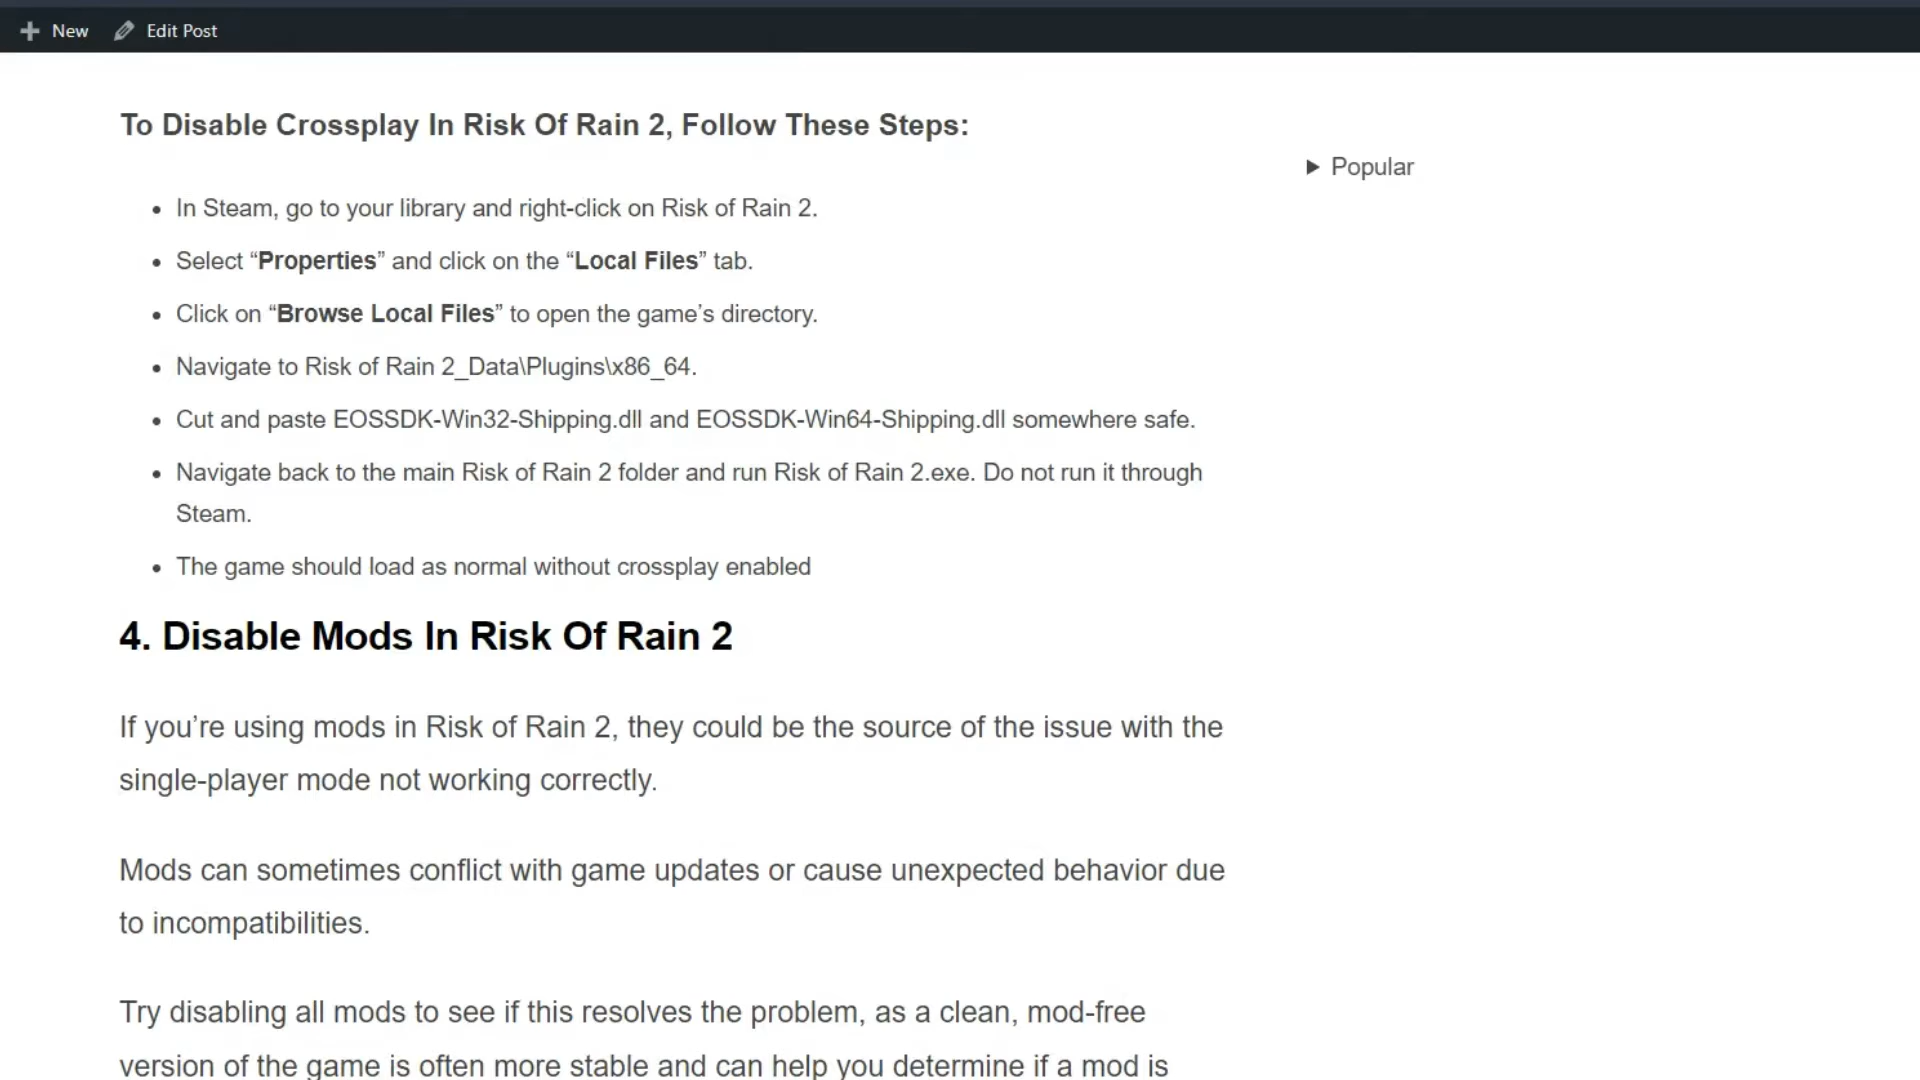 New Edit Post
To Disable Crossplay In Risk Of Rain 2, Follow These Steps:
Popular
In Steam, go to your library and right-click on Risk of Rain 2.
Select “Properties” and click on the “Local Files” tab.
Click on “Browse Local Files” to open the game’s directory.
Navigate to Risk of Rain 2_Data\Plugins\x86_64.
Cut and paste EOSSDK-Win32-Shipping.dll and EOSSDK-Win64-Shipping.dll somewhere safe.
Navigate back to the main Risk of Rain 2 folder and run Risk of Rain 2.exe. Do not run it through
Steam.
The game should load as normal without crossplay enabled
4. Disable Mods In Risk Of Rain 2
If you’re using mods in Risk of Rain 2, they could be the source of the issue with the
single-player mode not working correctly.
Mods can sometimes conflict with game updates or cause unexpected behavior due
to incompatibilities.
Try disabling all mods to see if this resolves the problem, as a clean, mod-free
version of the game is often more stable and can help you determine if a mod is